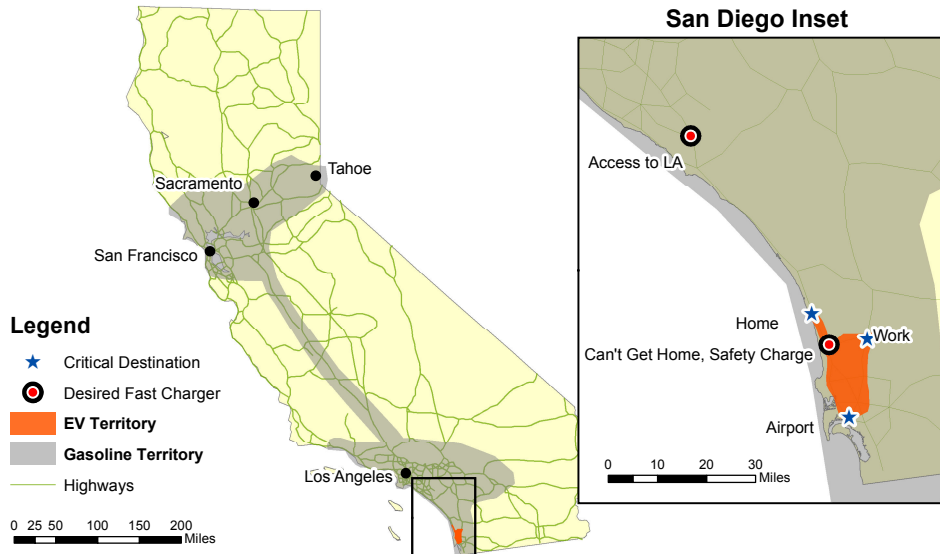 San Diego Inset
Tahoe
Sacramento
San Francisco
Los Angeles
Access to LA
Home
Work
Can't Get Home, Safety Charge
Airport
0 10 20 30
Miles
Legend
Critical Destination
Desired Fast Charger
EV Territory
Gasoline Territory
Highways
0 25 50 100 150 200
Miles